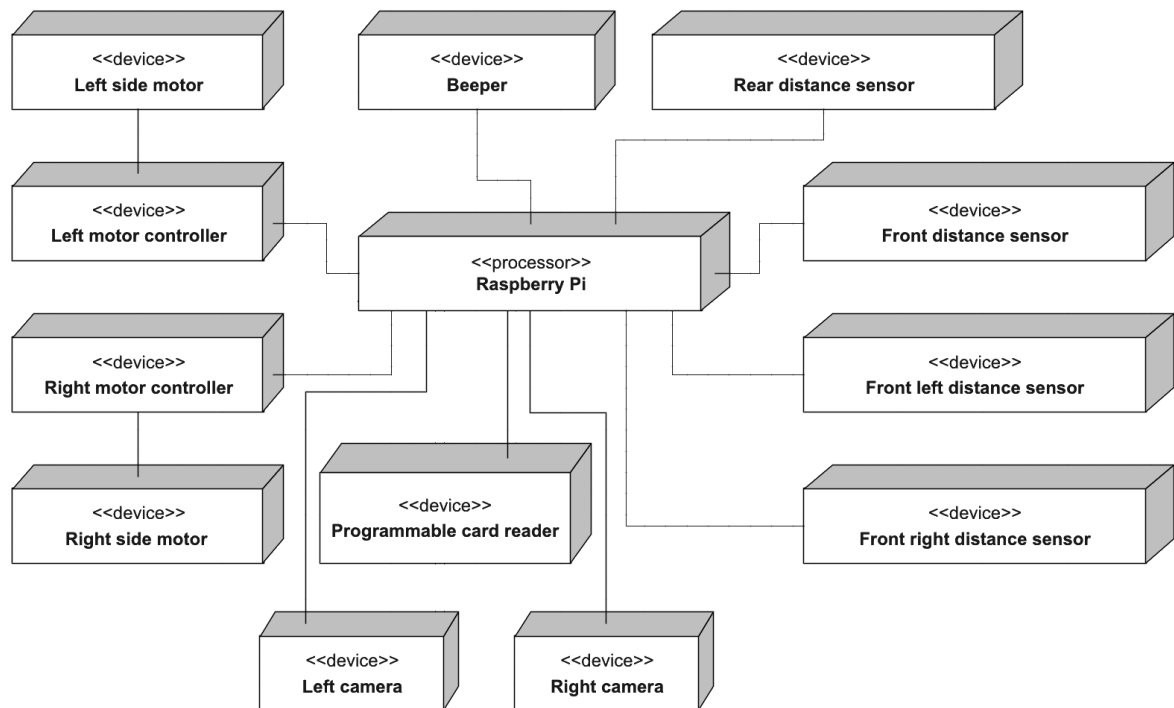 <<device>>
Left side motor
<<device>>
Beeper
<<device>>
Rear distance sensor
<<device>>
Left motor controller
<<device>>
Front distance sensor
<<processor>>
Raspberry Pi
<<device>>
Right motor controller
<<device>>
Front left distance sensor
<<device>>
Right side motor
<<device>>
Programmable card reader
<<device>>
Front right distance sensor
<<device>>
Left camera
<<device>>
Right camera